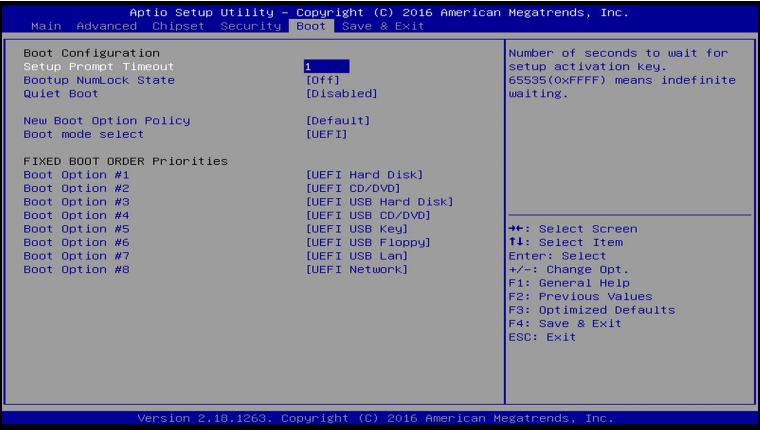 Aptio Setup Utility – Copyright (C) 2016 American Megatrends, Inc.
Main Advanced Chipset Security Boot Save & Exit
Boot Configuration
Setup Prompt Timeout 1
Bootup NumLock State [Off]
Quiet Boot [Disabled]
New Boot Option Policy [Default]
Boot mode select [UEFI]
FIXED BOOT ORDER Priorities
Boot Option #1 [UEFI Hard Disk]
Boot Option #2 [UEFI CD/DVD]
Boot Option #3 [UEFI USB Hard Disk]
Boot Option #4 [UEFI USB CD/DVD]
Boot Option #5 [UEFI USB Key]
Boot Option #6 [UEFI USB Floppy]
Boot Option #7 [UEFI USB Lan]
Boot Option #8 [UEFI Network]
Number of seconds to wait for
setup activation key.
65535(0xFFFF) means indefinite
waiting.
→←: Select Screen
↑↓: Select Item
Enter: Select
+/-: Change Opt.
F1: General Help
F2: Previous Values
F3: Optimized Defaults
F4: Save & Exit
ESC: Exit
Version 2.18.1263. Copyright (C) 2016 American Megatrends, Inc.